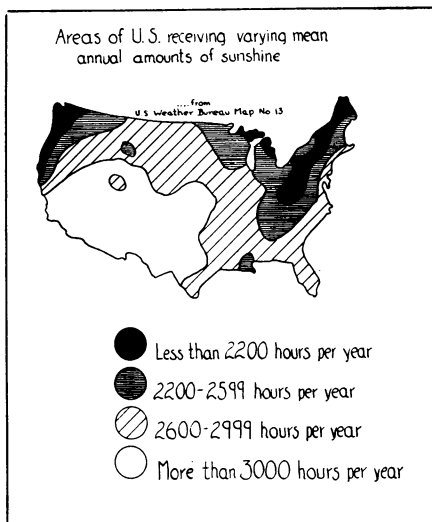 Areas of U.S. receiving varying mean
annual amounts of sunshine
....from
U S Weather Bureau Map No 13
Less than 2200 hours per year
2200-2599 hours per year
2600-2999 hours per year
More than 3000 hours per year